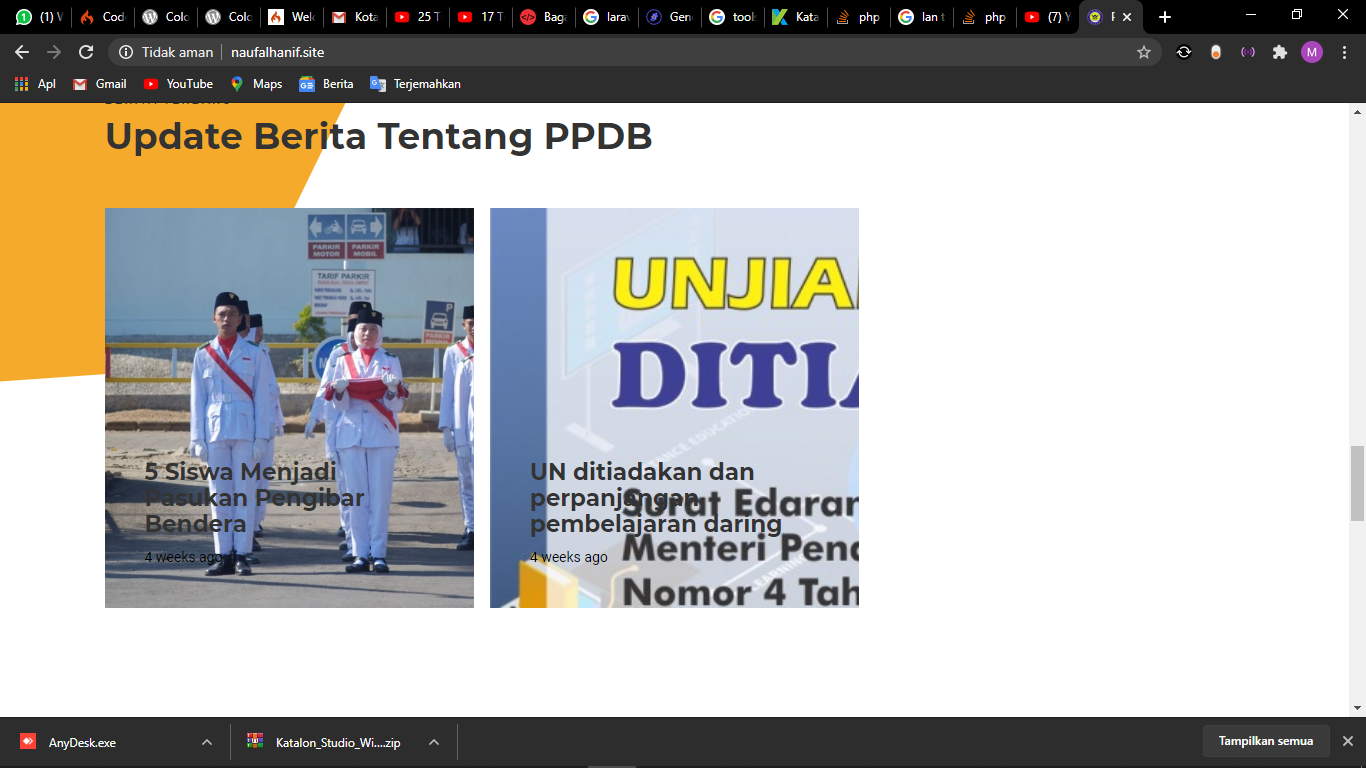 (1) W
Cod
Colo
Colo
Wel
Kota
25 T
17 T
Baga
larav
Gen
tools
Kata
php
lan t
php
(7) Y
Tidak aman
naufalhanif.site
M
Apl
Gmail
YouTube
Maps
Berita
Terjemahkan
Update Berita Tentang PPDB
PARKIR MOTOR
PARKIR MOBIL
TARIF PARKIR
P
UNJIA
DITIA
5 Siswa Menjadi
Pasukan Pengibar
Bendera
4 weeks ago
UN ditiadakan dan
perpanjangan
pembelajaran daring
4 weeks ago
Surat Edaran
Menteri Pend
Nomor 4 Tah
AnyDesk.exe
Katalon_Studio_Wi....zip
Tampilkan semua